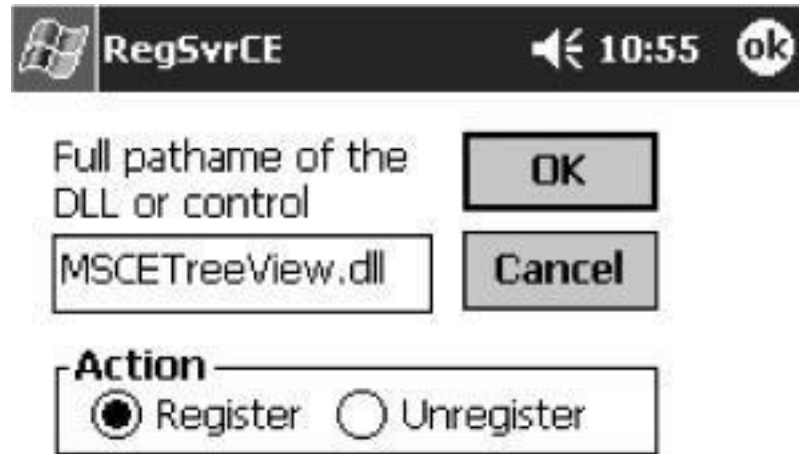 RegSvrCE 10:55 ok
Full pathame of the
DLL or control
OK
MSCETreeView.dll
Cancel
Action
Register Unregister